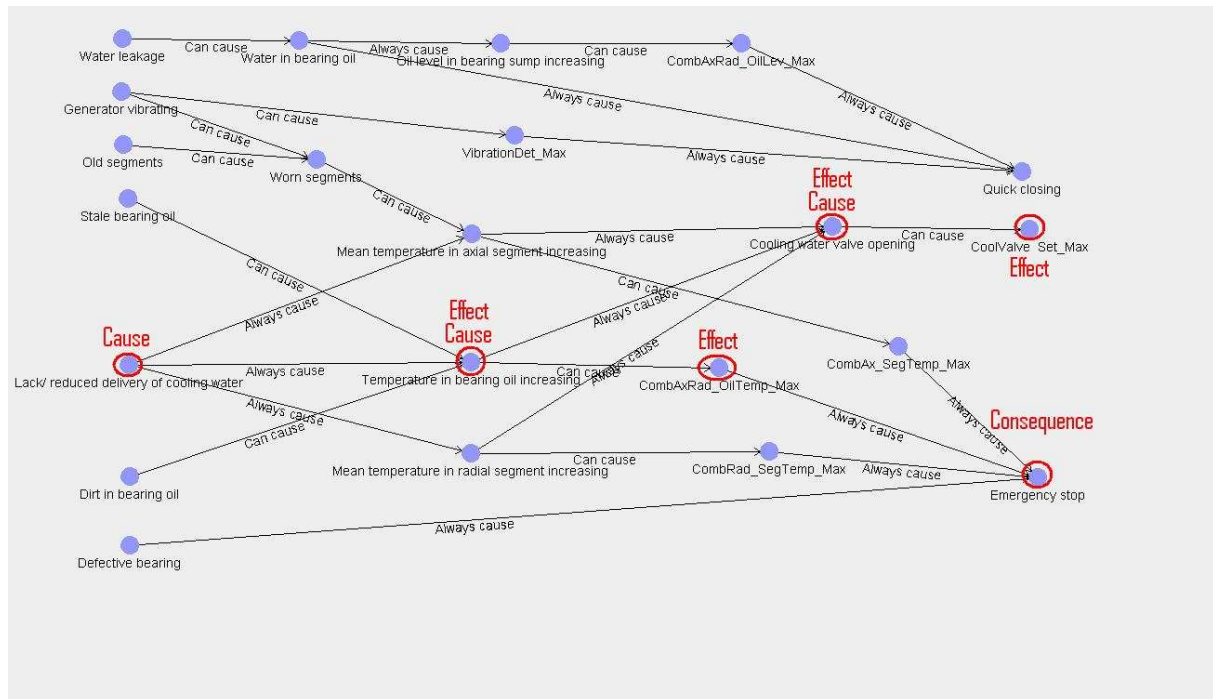 Water leakage
Can cause
Water in bearing oil
Always cause
Oil level in bearing sump increasing
Can cause
CombAxRad_OilLev_Max
Always cause
Always cause
Generator vibrating
Can cause
Can cause
VibrationDet_Max
Always cause
Old segments
Can cause
Worn segments
Quick closing
Can cause
Stale bearing oil
Effect
Cause
Mean temperature in axial segment increasing
Always cause
Cooling water valve opening
Can cause
CoolValve_Set_Max
Effect
Can cause
Can cause
Always cause
Always cause
Cause
Effect
Cause
Effect
Lack/ reduced delivery of cooling water
Always cause
Temperature in bearing oil increasing
Can cause
Always cause
CombAxRad_OilTemp_Max
CombAx_SegTemp_Max
Always cause
Can cause
Always cause
Always cause
Consequence
Mean temperature in radial segment increasing
Can cause
CombRad_SegTemp_Max
Always cause
Dirt in bearing oil
Emergency stop
Always cause
Defective bearing